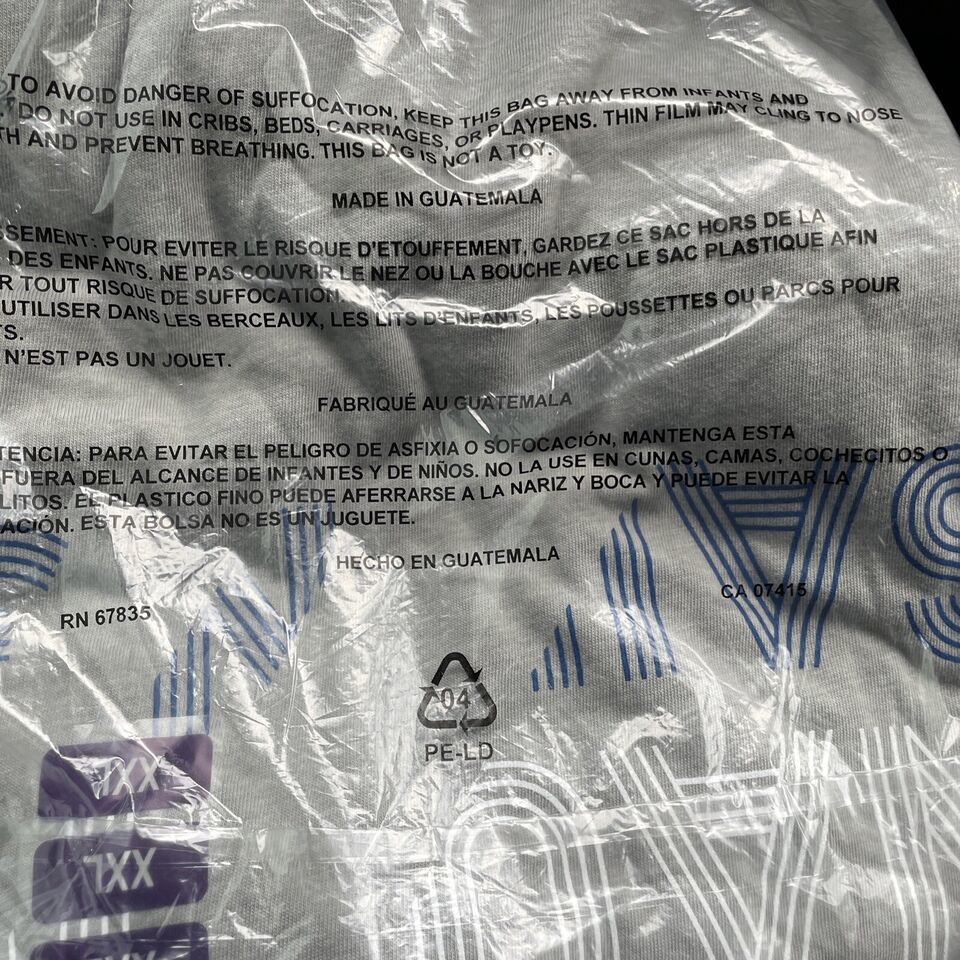 TO AVOID DANGER OF SUFFOCATION, KEEP THIS BAG AWAY FROM INFANTS AND
DO NOT USE IN CRIBS, BEDS, CARRIAGES, OR PLAYPENS. THIN FILM MAY CLING TO NOSE
TH AND PREVENT BREATHING. THIS BAG IS NOT A TOY.
MADE IN GUATEMALA
SSEMENT: POUR EVITER LE RISQUE D'ETOUFFEMENT, GARDEZ CE SAC HORS DE LA
DES ENFANTS. NE PAS COUVRIR LE NEZ OU LA BOUCHE AVEC LE SAC PLASTIQUE AFIN
R TOUT RISQUE DE SUFFOCATION.
UTILISER DANS LES BERCEAUX, LES LITS D'ENFANTS, LES POUSSETTES OU PARCS POUR
TS.
N'EST PAS UN JOUET.
FABRIQUÉ AU GUATEMALA
TENCIA: PARA EVITAR EL PELIGRO DE ASFIXIA O SOFOCACIÓN, MANTENGA ESTA
FUERA DEL ALCANCE DE INFANTES Y DE NIÑOS. NO LA USE EN CUNAS, CAMAS, COCHECITOS O
LITOS. EL PLASTICO FINO PUEDE AFERRARSE A LA NARIZ Y BOCA Y PUEDE EVITAR LA
ACIÓN. ESTA BOLSA NO ES UN JUGUETE.
HECHO EN GUATEMALA
CA 07415
RN 67835
04
PE-LD
XXL
XXL
XXL